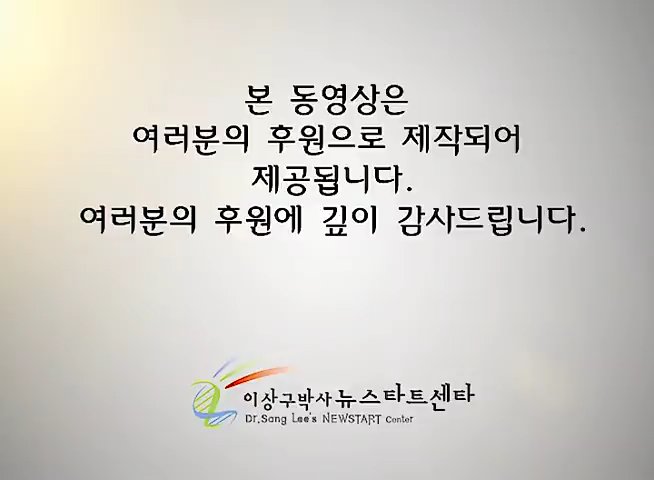 본 동영상은
여러분의 후원으로 제작되어
제공됩니다.
여러분의 후원에 깊이 감사드립니다.
이상구박사 뉴스타트센타
Dr.Sang Lee's NEWSTART Center